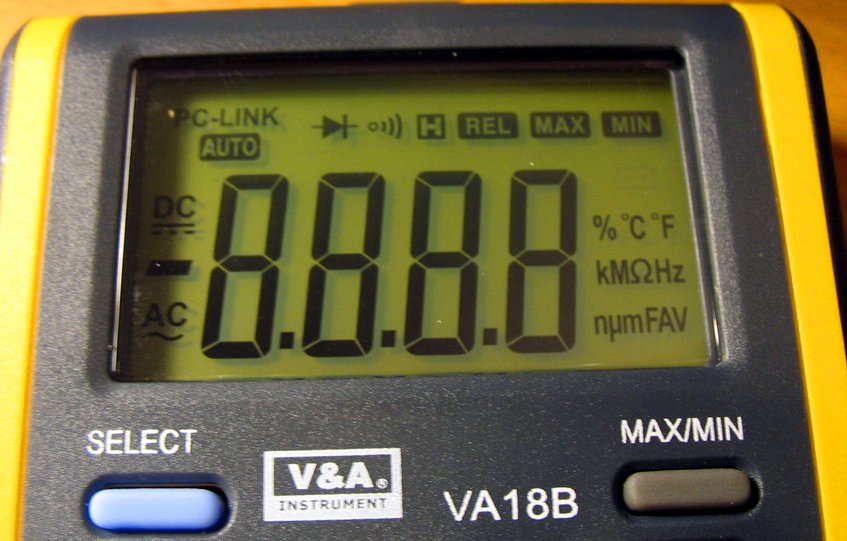 PC-LINK H REL MAX MIN
AUTO
DC
-8.8.8.8
AC
% °C °F
kMΩHz
nµmFAV
SELECT
MAX/MIN
V&A®
INSTRUMENT
VA18B